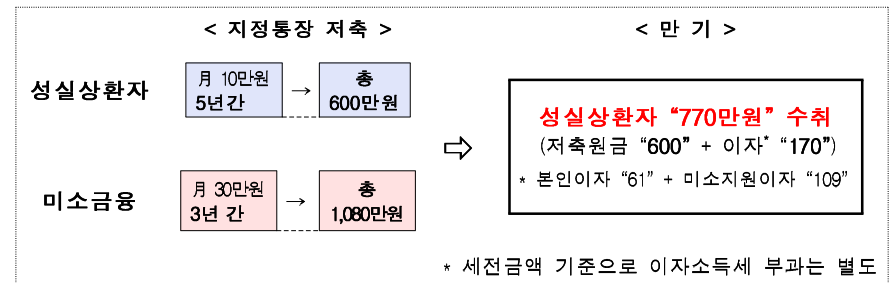 < 지정통장 저축 >
< 만 기 >
성실상환자
月 10만원
5년간
→
총
600만원
⇨
성실상환자 “770만원” 수취
(저축원금 “600” + 이자* “170”)
* 본인이자 “61” + 미소지원이자 “109”
미소금융
月 30만원
3년 간
→
총
1,080만원
* 세전금액 기준으로 이자소득세 부과는 별도